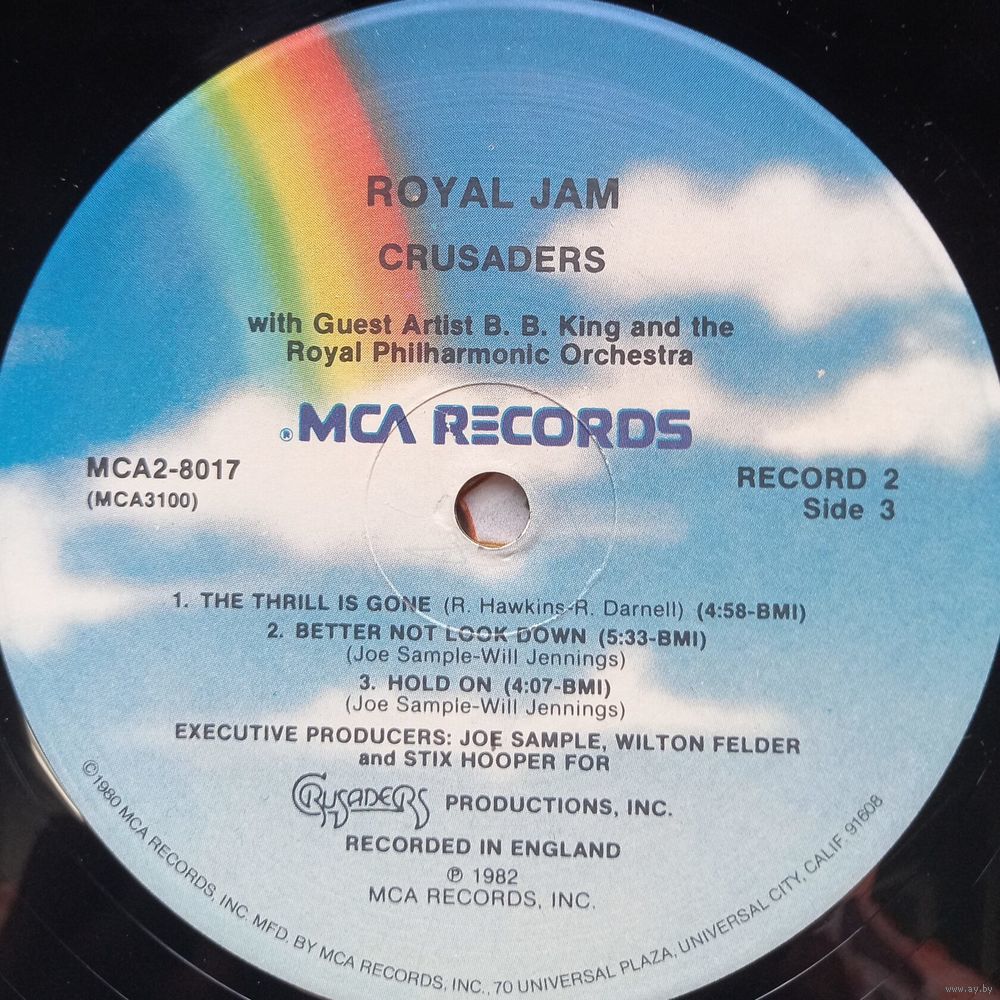 ROYAL JAM
CRUSADERS
with Guest Artist B. B. King and the
Royal Philharmonic Orchestra
®MCA RECORDS
MCA2-8017
(MCA3100)
RECORD 2
Side 3
1. THE THRILL IS GONE (R. Hawkins-R. Darnell) (4:58-BMI)
2. BETTER NOT LOOK DOWN (5:33-BMI)
(Joe Sample-Will Jennings)
3. HOLD ON (4:07-BMI)
(Joe Sample-Will Jennings)
EXECUTIVE PRODUCERS: JOE SAMPLE, WILTON FELDER
and STIX HOOPER FOR
CRUSADERS PRODUCTIONS, INC.
RECORDED IN ENGLAND
℗ 1982
MCA RECORDS, INC.
©1980 MCA RECORDS, INC. MFD. BY MCA RECORDS, INC., 70 UNIVERSAL PLAZA, UNIVERSAL CITY, CALIF. 91608
www.ay.by